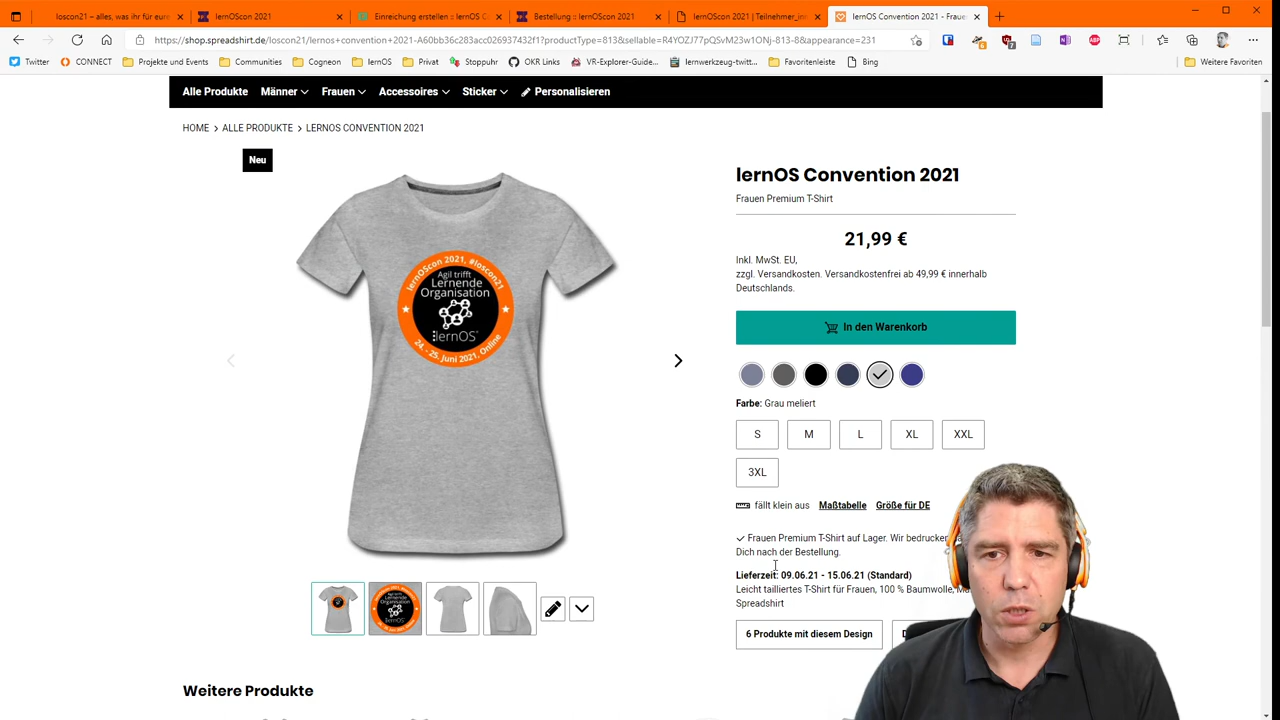 loscon21 – alles, was ihr für eure
lernOScon 2021
Einreichung erstellen :: lernOS C
Bestellung :: lernOScon 2021
lernOScon 2021 | Teilnehmer_in
lernOS Convention 2021 - Fraue
https://shop.spreadshirt.de/loscon21/lernos+convention+2021-A60bb36c283acc026937432f1?productType=813&sellable=R4YOZJ77pQSvM23w1ONj-813-8&appearance=231
6
7
ABP
Twitter
CONNECT
Projekte und Events
Communities
Cogneon
lernOS
Privat
Stoppuhr
OKR Links
VR-Explorer-Guide...
lernwerkzeug-twitt...
Favoritenleiste
Bing
Weitere Favoriten
Alle Produkte
Männer
Frauen
Accessoires
Sticker
Personalisieren
HOME > ALLE PRODUKTE > LERNOS CONVENTION 2021
Neu
lernOScon 2021, #loscon21
Agil trifft
Lernende
Organisation
lernOS
24. - 25. Juni 2021, Online
lernOS Convention 2021
Frauen Premium T-Shirt
21,99 €
Inkl. MwSt. EU,
zzgl. Versandkosten. Versandkostenfrei ab 49,99 € innerhalb
Deutschlands.
In den Warenkorb
Farbe: Grau meliert
S
M
L
XL
XXL
3XL
fällt klein aus
Maßtabelle
Größe für DE
Frauen Premium T-Shirt auf Lager. Wir bedrucken
Dich nach der Bestellung.
Lieferzeit: 09.06.21 - 15.06.21 (Standard)
Leicht tailliertes T-Shirt für Frauen, 100 % Baumwolle,
Spreadshirt
6 Produkte mit diesem Design
Weitere Produkte